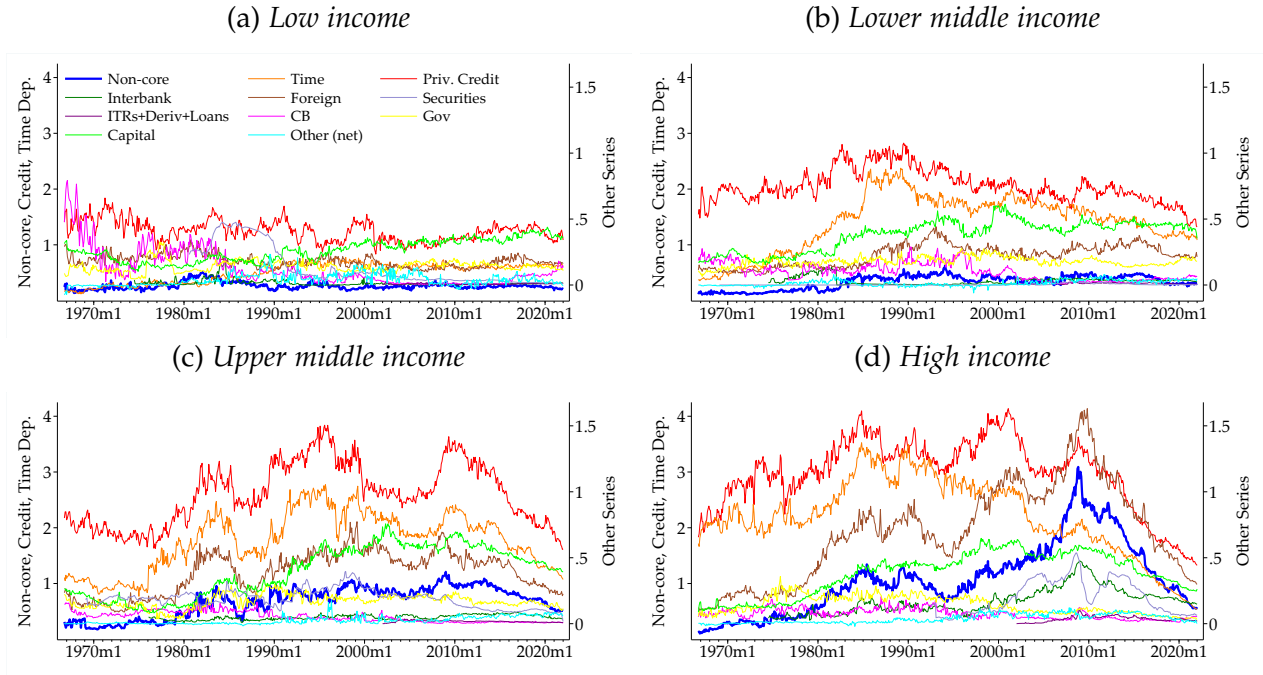 (a) Low income
(b) Lower middle income
Non-core, Credit, Time Dep.
4
3
2
1
Non-core
Time
Priv. Credit
Interbank
Foreign
Securities
ITRs+Deriv+Loans
CB
Gov
Capital
Other (net)
1.5
1
.5
0
Other Series
1970m1 1980m1 1990m1 2000m1 2010m1 2020m1
Non-core, Credit, Time Dep.
4
3
2
1
1.5
1
.5
0
Other Series
1970m1 1980m1 1990m1 2000m1 2010m1 2020m1
(c) Upper middle income
(d) High income
Non-core, Credit, Time Dep.
4
3
2
1
1.5
1
.5
0
Other Series
1970m1 1980m1 1990m1 2000m1 2010m1 2020m1
Non-core, Credit, Time Dep.
4
3
2
1
1.5
1
.5
0
Other Series
1970m1 1980m1 1990m1 2000m1 2010m1 2020m1